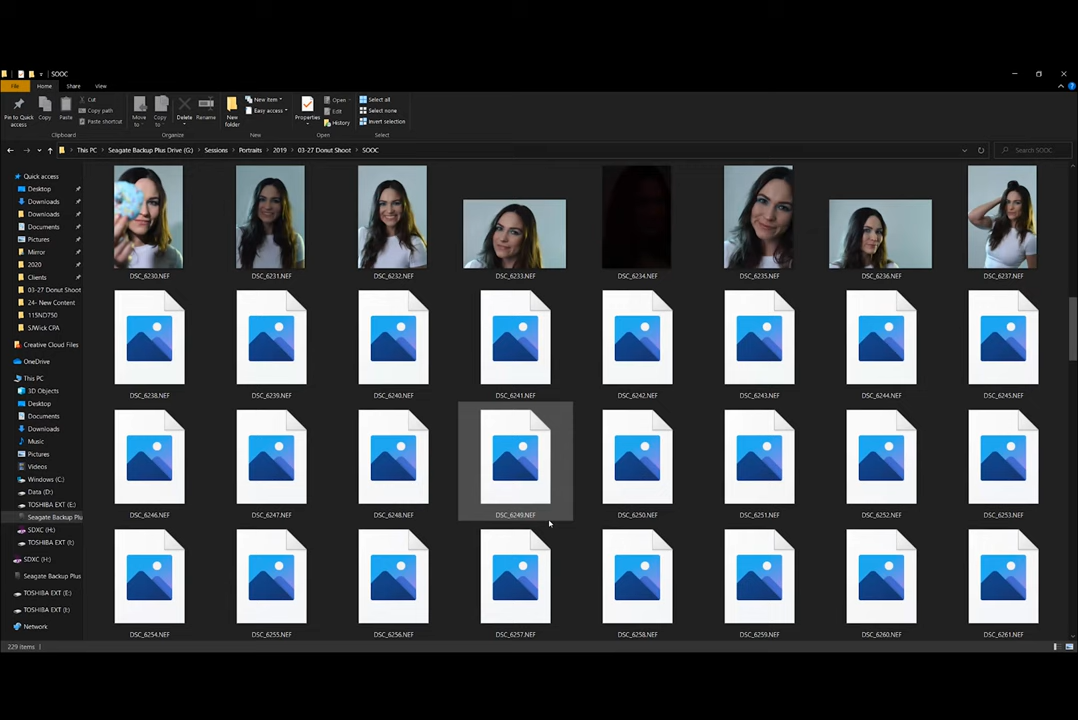 SOOC
File Home Share View
Pin to Quick access
Copy
Paste
Cut
Copy path
Paste shortcut
Clipboard
Move to
Copy to
Delete
Rename
Organize
New folder
New item
Easy access
New
Properties
Open
Edit
History
Open
Select all
Select none
Invert selection
Select
This PC > Seagate Backup Plus Drive (G:) > Sessions > Portraits > 2019 > 03-27 Donut Shoot > SOOC
Search SOOC
Quick access
Desktop
Downloads
Downloads
Documents
Pictures
Mirror
2020
Clients
03-27 Donut Shoot
24- New Content
115ND750
SJWick CPA
Creative Cloud Files
OneDrive
This PC
3D Objects
Desktop
Documents
Downloads
Music
Pictures
Videos
Windows (C:)
Data (D:)
TOSHIBA EXT (E:)
Seagate Backup Plu
SDXC (H:)
TOSHIBA EXT (I:)
SDXC (H:)
Seagate Backup Plus
TOSHIBA EXT (E:)
TOSHIBA EXT (I:)
Network
DSC_6230.NEF DSC_6231.NEF DSC_6232.NEF DSC_6233.NEF DSC_6234.NEF DSC_6235.NEF DSC_6236.NEF DSC_6237.NEF
DSC_6238.NEF DSC_6239.NEF DSC_6240.NEF DSC_6241.NEF DSC_6242.NEF DSC_6243.NEF DSC_6244.NEF DSC_6245.NEF
DSC_6246.NEF DSC_6247.NEF DSC_6248.NEF DSC_6249.NEF DSC_6250.NEF DSC_6251.NEF DSC_6252.NEF DSC_6253.NEF
DSC_6254.NEF DSC_6255.NEF DSC_6256.NEF DSC_6257.NEF DSC_6258.NEF DSC_6259.NEF DSC_6260.NEF DSC_6261.NEF
229 items